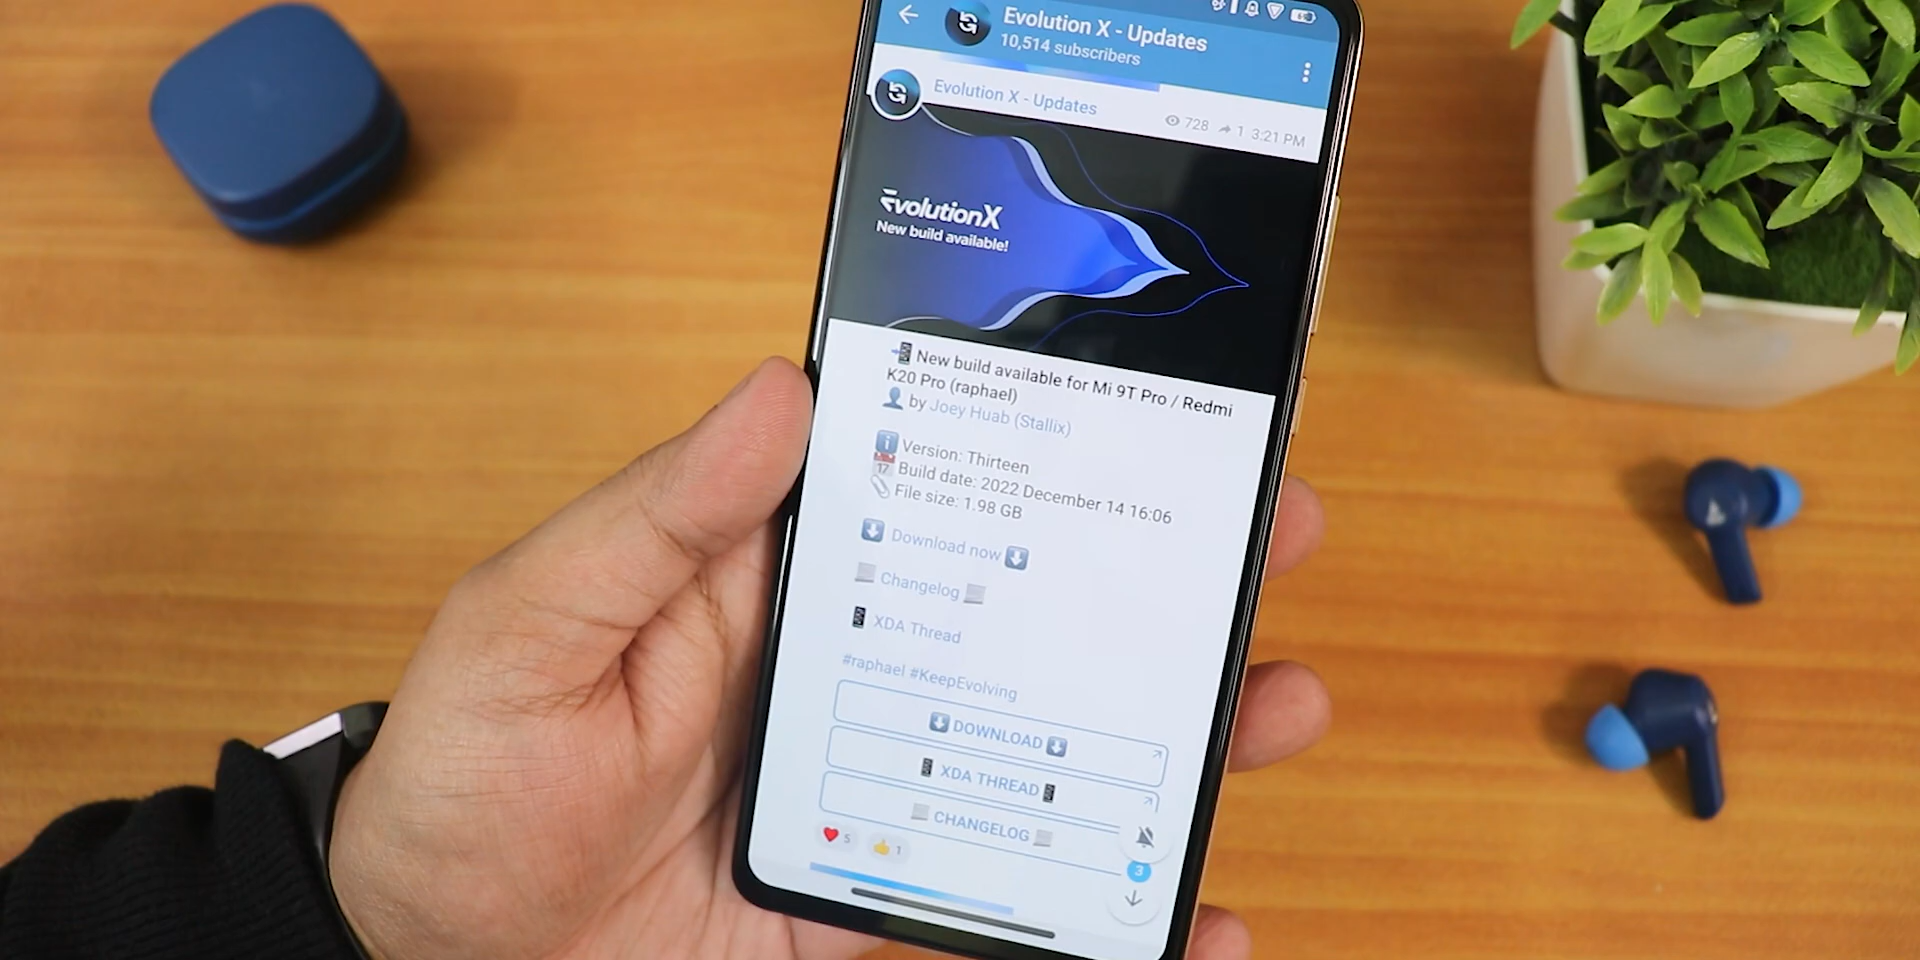 Evolution X - Updates
10,514 subscribers
Evolution X - Updates
728 1 3:21 PM
EvolutionX
New build available!
New build available for Mi 9T Pro / Redmi
K20 Pro (raphael)
by Joey Huab (Stallix)
Version: Thirteen
17 Build date: 2022 December 14 16:06
File size: 1.98 GB
Download now
Changelog
XDA Thread
#raphael #KeepEvolving
DOWNLOAD
XDA THREAD
CHANGELOG
5 1
3